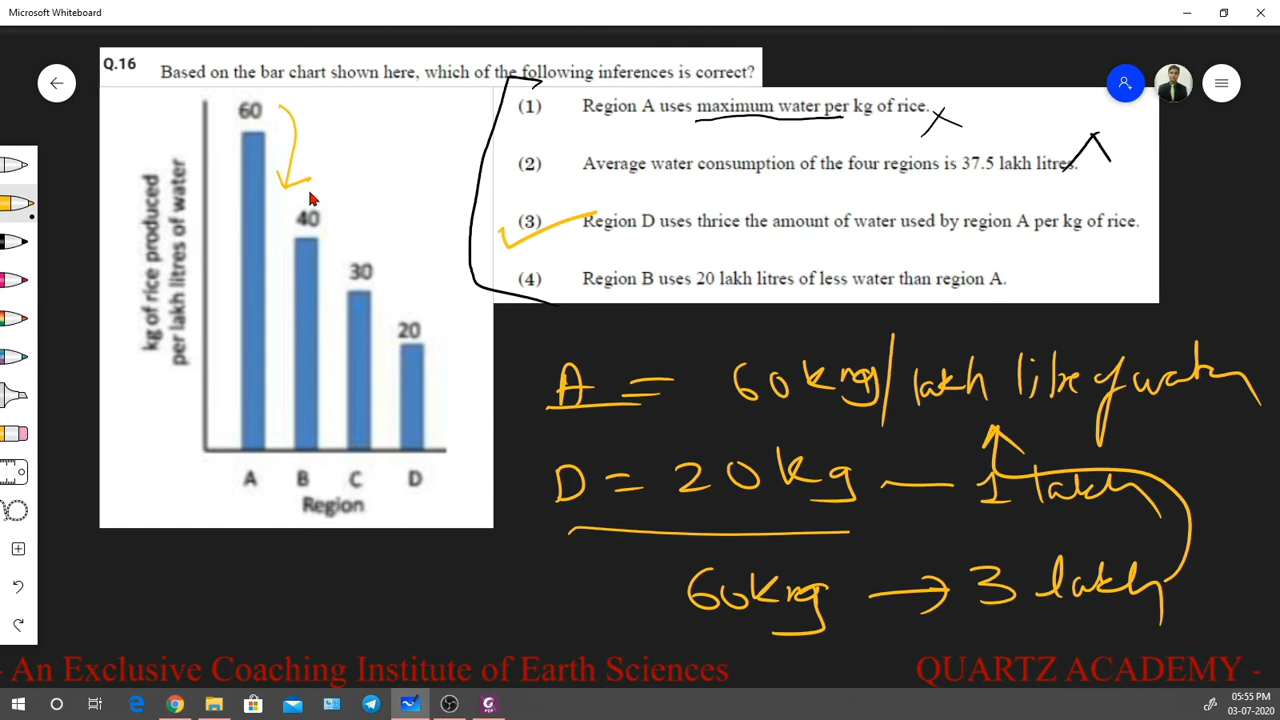 Microsoft Whiteboard
Q.16
Based on the bar chart shown here, which of the following inferences is correct?
(1) Region A uses maximum water per kg of rice.
(2) Average water consumption of the four regions is 37.5 lakh litres.
(3) Region D uses thrice the amount of water used by region A per kg of rice.
(4) Region B uses 20 lakh litres of less water than region A.
kg of rice produced
per lakh litres of water
60
40
30
20
A B C D
Region
A = 60 kg / lakh of water
D = 20 kg — 1 lakh
60 kg → 3 lakh
- An Exclusive Coaching Institute of Earth Sciences QUARTZ ACADEMY -
05:55 PM
03-07-2020